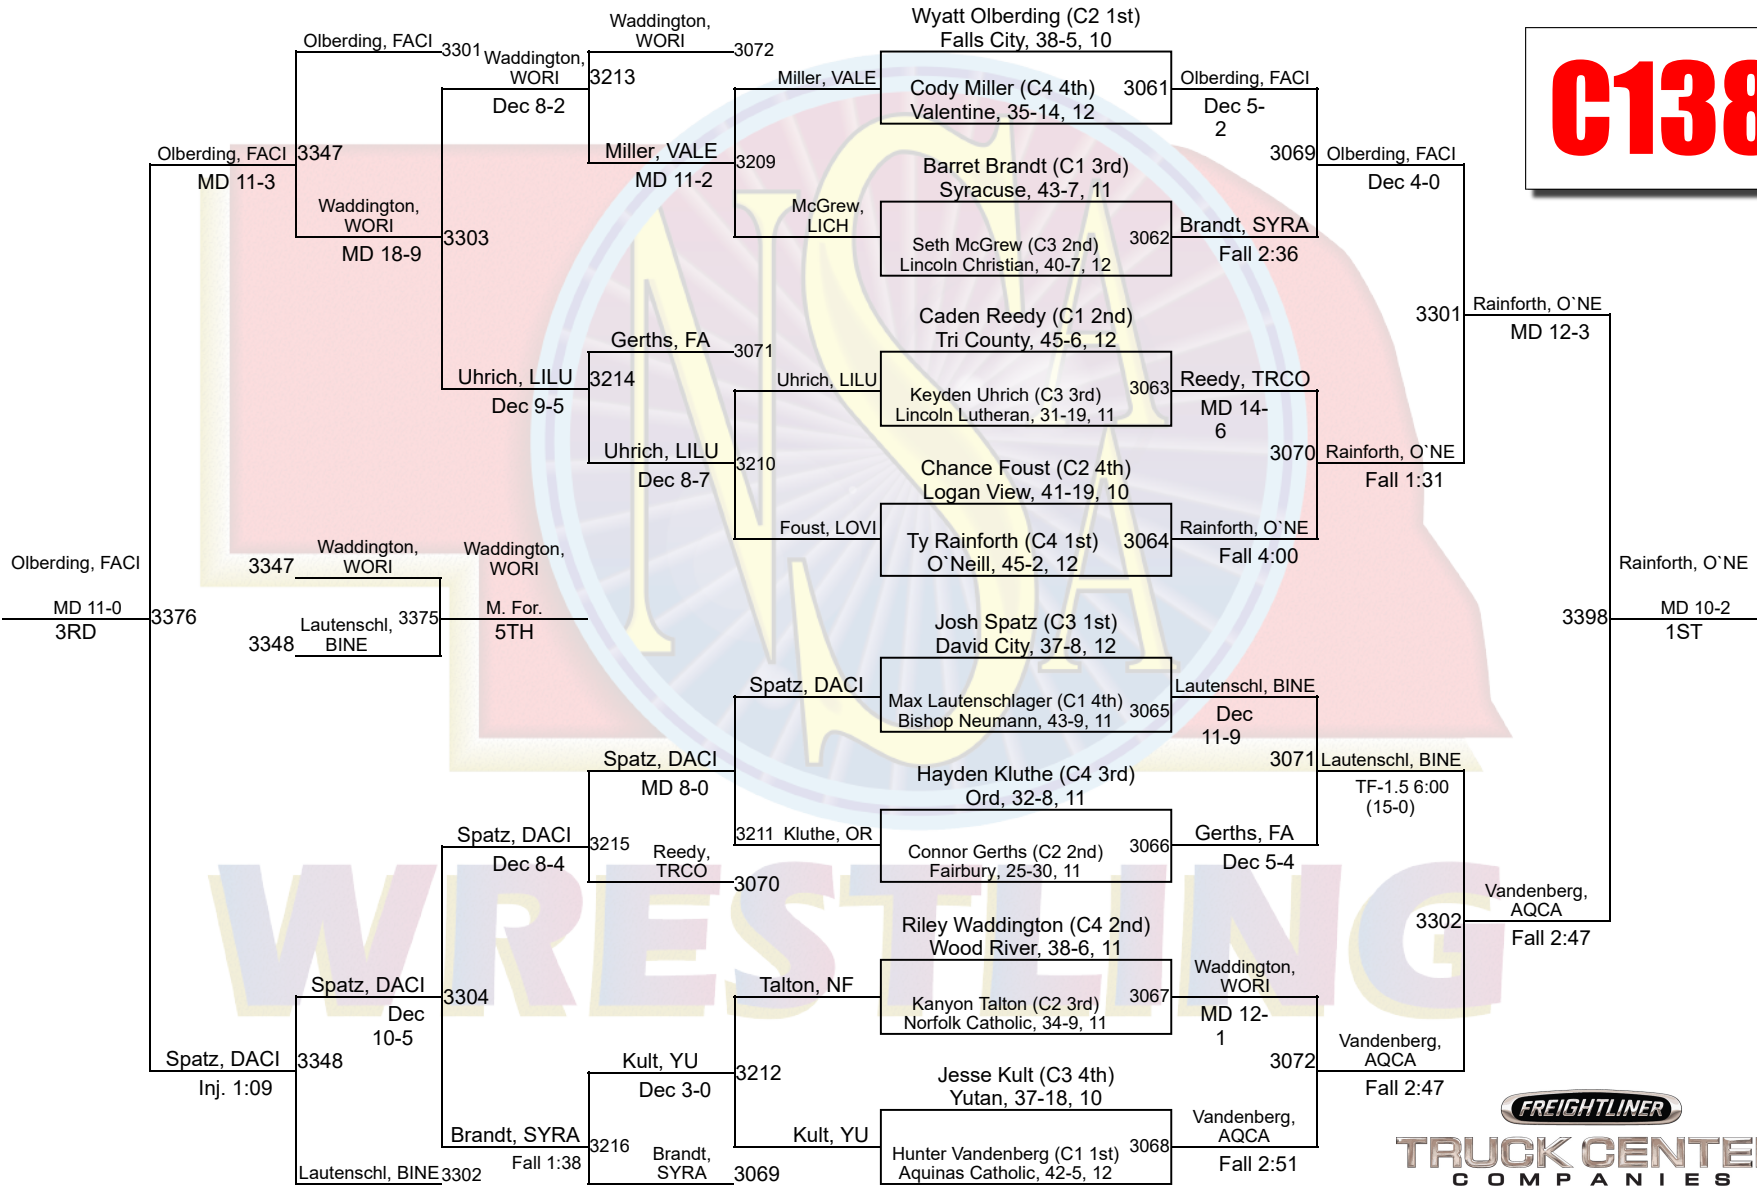 Wyatt Olberding (C2 1st)
Falls City, 38-5, 10
Cody Miller (C4 4th)
Valentine, 35-14, 12
3061
Barret Brandt (C1 3rd)
Syracuse, 43-7, 11
Seth McGrew (C3 2nd)
Lincoln Christian, 40-7, 12
3062
Caden Reedy (C1 2nd)
Tri County, 45-6, 12
Keyden Uhrich (C3 3rd)
Lincoln Lutheran, 31-19, 11
3063
Chance Foust (C2 4th)
Logan View, 41-19, 10
Ty Rainforth (C4 1st)
O`Neill, 45-2, 12
3064
Josh Spatz (C3 1st)
David City, 37-8, 12
Max Lautenschlager (C1 4th)
Bishop Neumann, 43-9, 11
3065
Hayden Kluthe (C4 3rd)
Ord, 32-8, 11
Connor Gerths (C2 2nd)
Fairbury, 25-30, 11
3066
Riley Waddington (C4 2nd)
Wood River, 38-6, 11
Kanyon Talton (C2 3rd)
Norfolk Catholic, 34-9, 11
3067
Jesse Kult (C3 4th)
Yutan, 37-18, 10
Hunter Vandenberg (C1 1st)
Aquinas Catholic, 42-5, 12
3068
Olberding, FACI
Dec 5-
2
3069
Brandt, SYRA
Fall 2:36
Reedy, TRCO
MD 14-
6
3070
Rainforth, O`NE
Fall 4:00
Lautenschl, BINE
Dec
11-9
3071
Gerths, FA
Dec 5-4
Waddington,
WORI
MD 12-
1
3072
Vandenberg,
AQCA
Fall 2:51
Olberding, FACI
Dec 4-0
3301
Rainforth, O`NE
Fall 1:31
Lautenschl, BINE
TF-1.5 6:00
(15-0)
3302
Vandenberg,
AQCA
Fall 2:47
Rainforth, O`NE
MD 12-3
3398
Vandenberg,
AQCA
Fall 2:47
Rainforth, O`NE
MD 10-2
1ST
Miller, VALE
3209
McGrew,
LICH
Uhrich, LILU
3210
Foust, LOVI
Spatz, DACI
3211
Kluthe, OR
Talton, NF
3212
Kult, YU
Waddington,
WORI
3072
3213
Miller, VALE
MD 11-2
Gerths, FA
3071
3214
Uhrich, LILU
Dec 8-7
Spatz, DACI
MD 8-0
3215
Reedy,
TRCO
3070
Kult, YU
Dec 3-0
3216
Brandt,
SYRA
3069
Waddington,
WORI
Dec 8-2
3303
Uhrich, LILU
Dec 9-5
Spatz, DACI
Dec 8-4
3304
Brandt, SYRA
Fall 1:38
Olberding, FACI
3301
3347
Waddington,
WORI
MD 18-9
Spatz, DACI
Dec
10-5
3348
Lautenschl, BINE
3302
Olberding, FACI
MD 11-3
3376
Spatz, DACI
Inj. 1:09
Olberding, FACI
MD 11-0
3RD
3347
Waddington,
WORI
3348
Lautenschl,
BINE
3375
Waddington,
WORI
M. For.
5TH
C138
NSAA
WRESTLING
FREIGHTLINER
TRUCK CENTE
COMPANIES